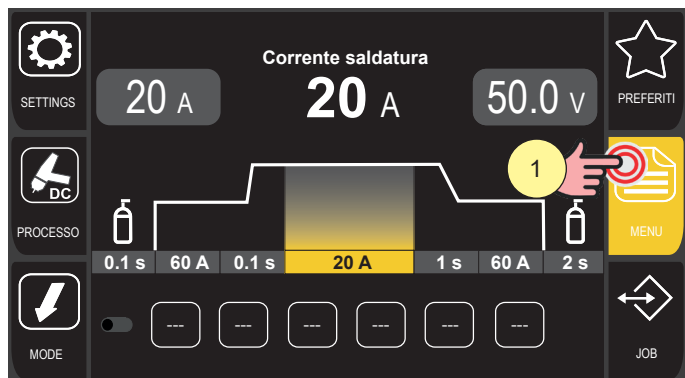 SETTINGS
DC
PROCESSO
MODE
Corrente saldatura
20 A
20 A
50.0 V
1
0.1 s
60 A
0.1 s
20 A
1 s
60 A
2 s
---
---
---
---
---
---
PREFERITI
MENU
JOB